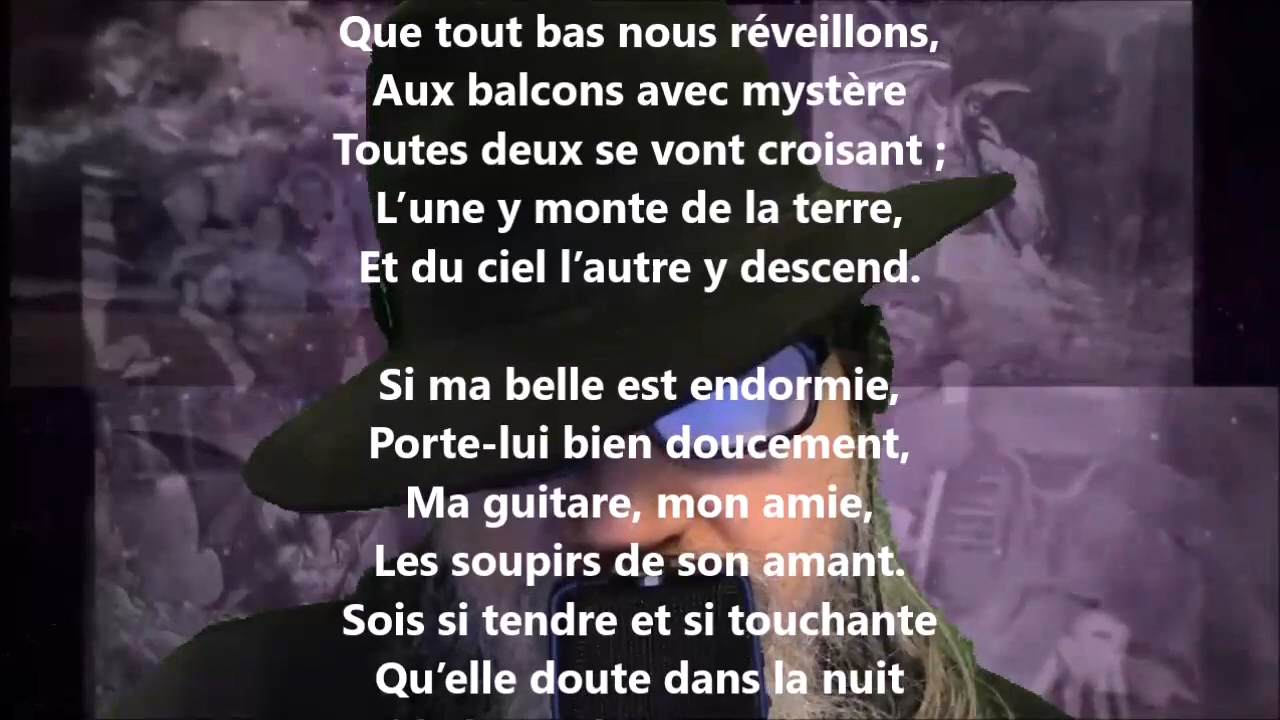 Que tout bas nous réveillons,
Aux balcons avec mystère
Toutes deux se vont croisant ;
L’une y monte de la terre,
Et du ciel l’autre y descend.
Si ma belle est endormie,
Porte-lui bien doucement,
Ma guitare, mon amie,
Les soupirs de son amant.
Sois si tendre et si touchante
Qu’elle doute dans la nuit